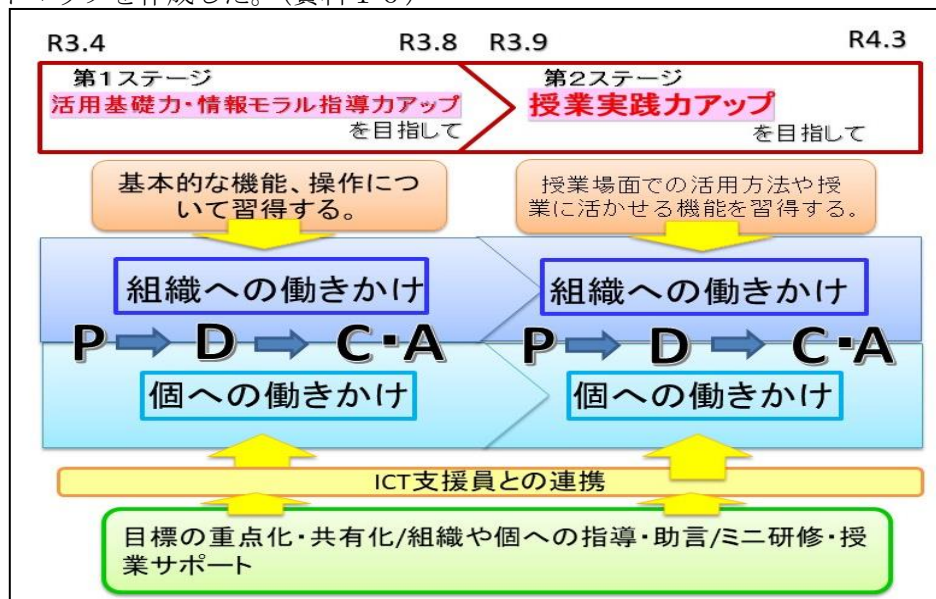 R3.4 R3.8 R3.9 R4.3
第1ステージ
活用基礎力・情報モラル指導力アップ
を目指して
第2ステージ
授業実践力アップ
を目指して
基本的な機能、操作につ
いて習得する。
授業場面での活用方法や授
業に活かせる機能を習得する。
組織への働きかけ
組織への働きかけ
P D C・A
P D C・A
個への働きかけ
個への働きかけ
ICT支援員との連携
目標の重点化・共有化/組織や個への指導・助言/ミニ研修・授
業サポート